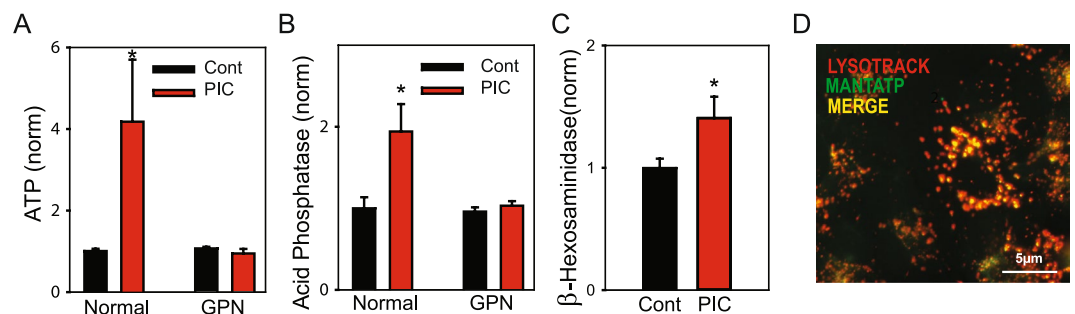 A
ATP (norm)
6
4
2
0
*
Cont
PIC
Normal
GPN
B
Acid Phosphatase (norm)
2
0
*
Cont
PIC
Normal
GPN
C
β-Hexosaminidase(norm)
2
1
0
*
Cont
PIC
D
LYSOTRACK
MANTATP
MERGE
5µm